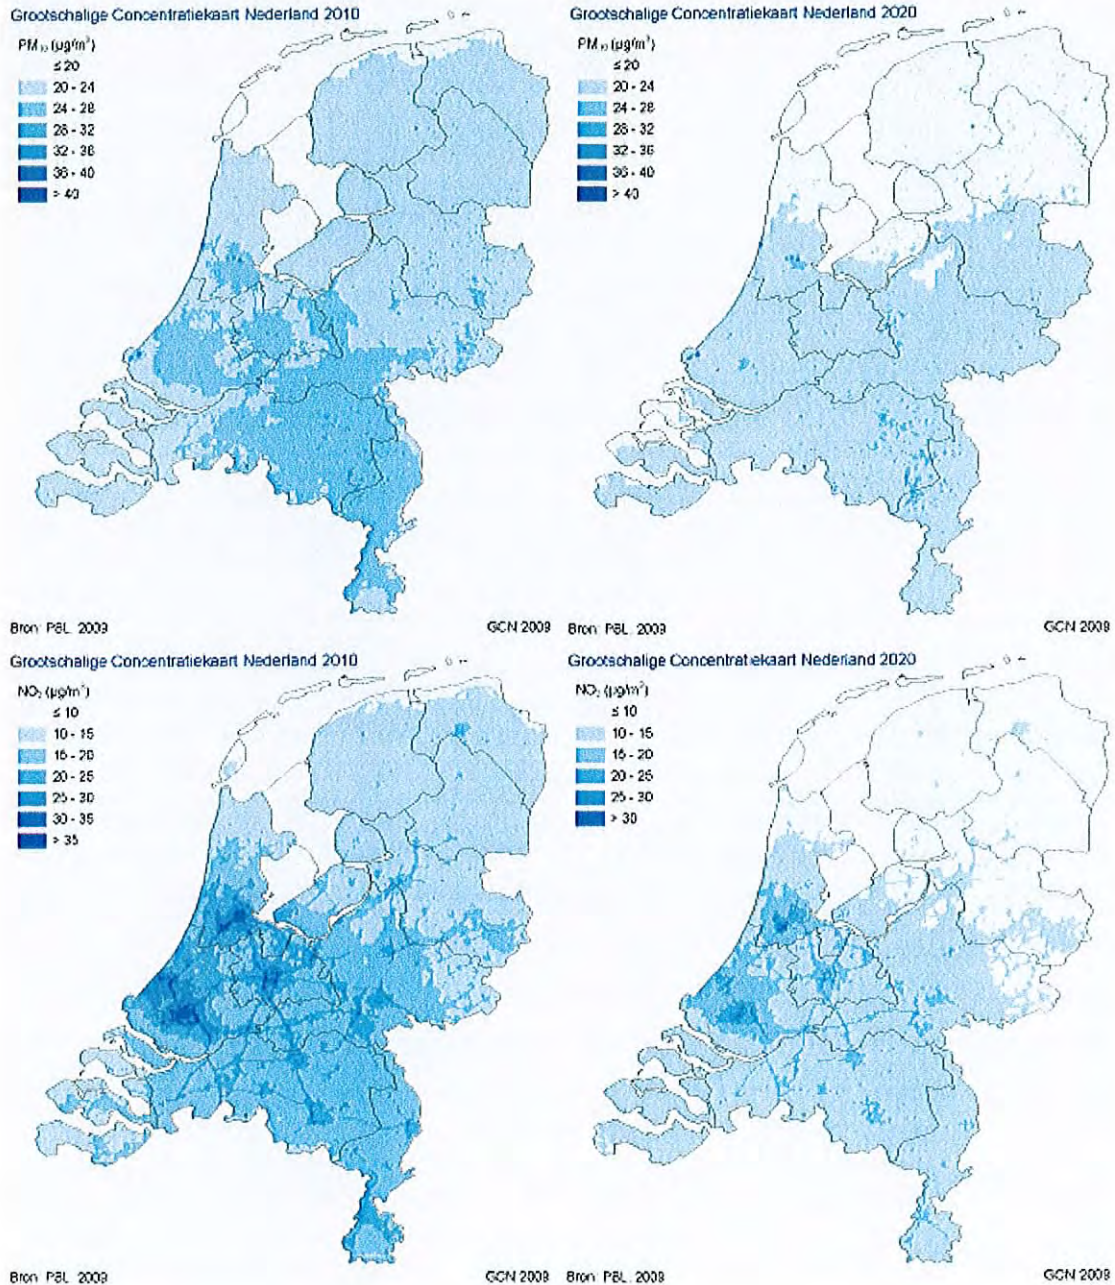 Grootschalige Concentratiekaart Nederland 2010
PM₁₀ (µg/m³)
≤ 20
20 - 24
24 - 28
28 - 32
32 - 36
36 - 40
> 40
Bron: PBL, 2009
GCN 2009
Grootschalige Concentratiekaart Nederland 2020
PM₁₀ (µg/m³)
≤ 20
20 - 24
24 - 28
28 - 32
32 - 36
36 - 40
> 40
Bron: PBL, 2009
GCN 2009
Grootschalige Concentratiekaart Nederland 2010
NO₂ (µg/m³)
≤ 10
10 - 15
15 - 20
20 - 25
25 - 30
30 - 35
> 35
Bron: PBL, 2009
GCN 2009
Grootschalige Concentratiekaart Nederland 2020
NO₂ (µg/m³)
≤ 10
10 - 15
15 - 20
20 - 25
25 - 30
> 30
Bron: PBL, 2009
GCN 2009